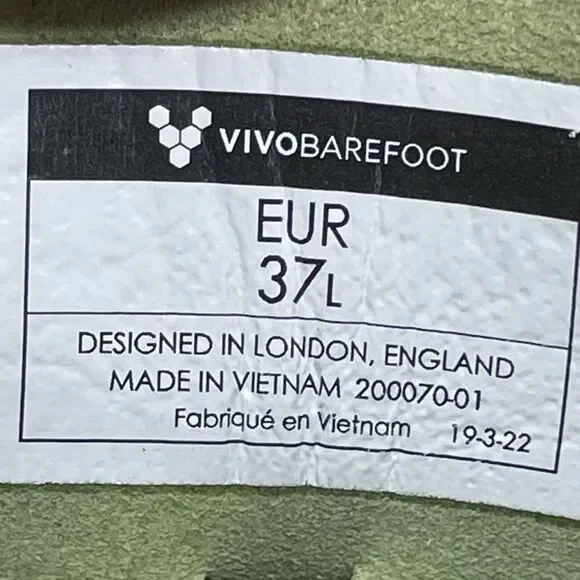 VIVOBAREFOOT
EUR
37L
DESIGNED IN LONDON, ENGLAND
MADE IN VIETNAM 200070-01
Fabriqué en Vietnam 19-3-22